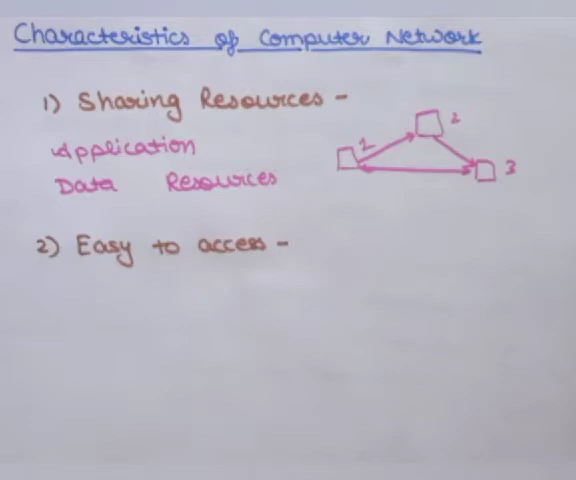 Characteristics of Computer Network
1) Sharing Resources -
Application
Data Resources
1
2
3
2) Easy to access -